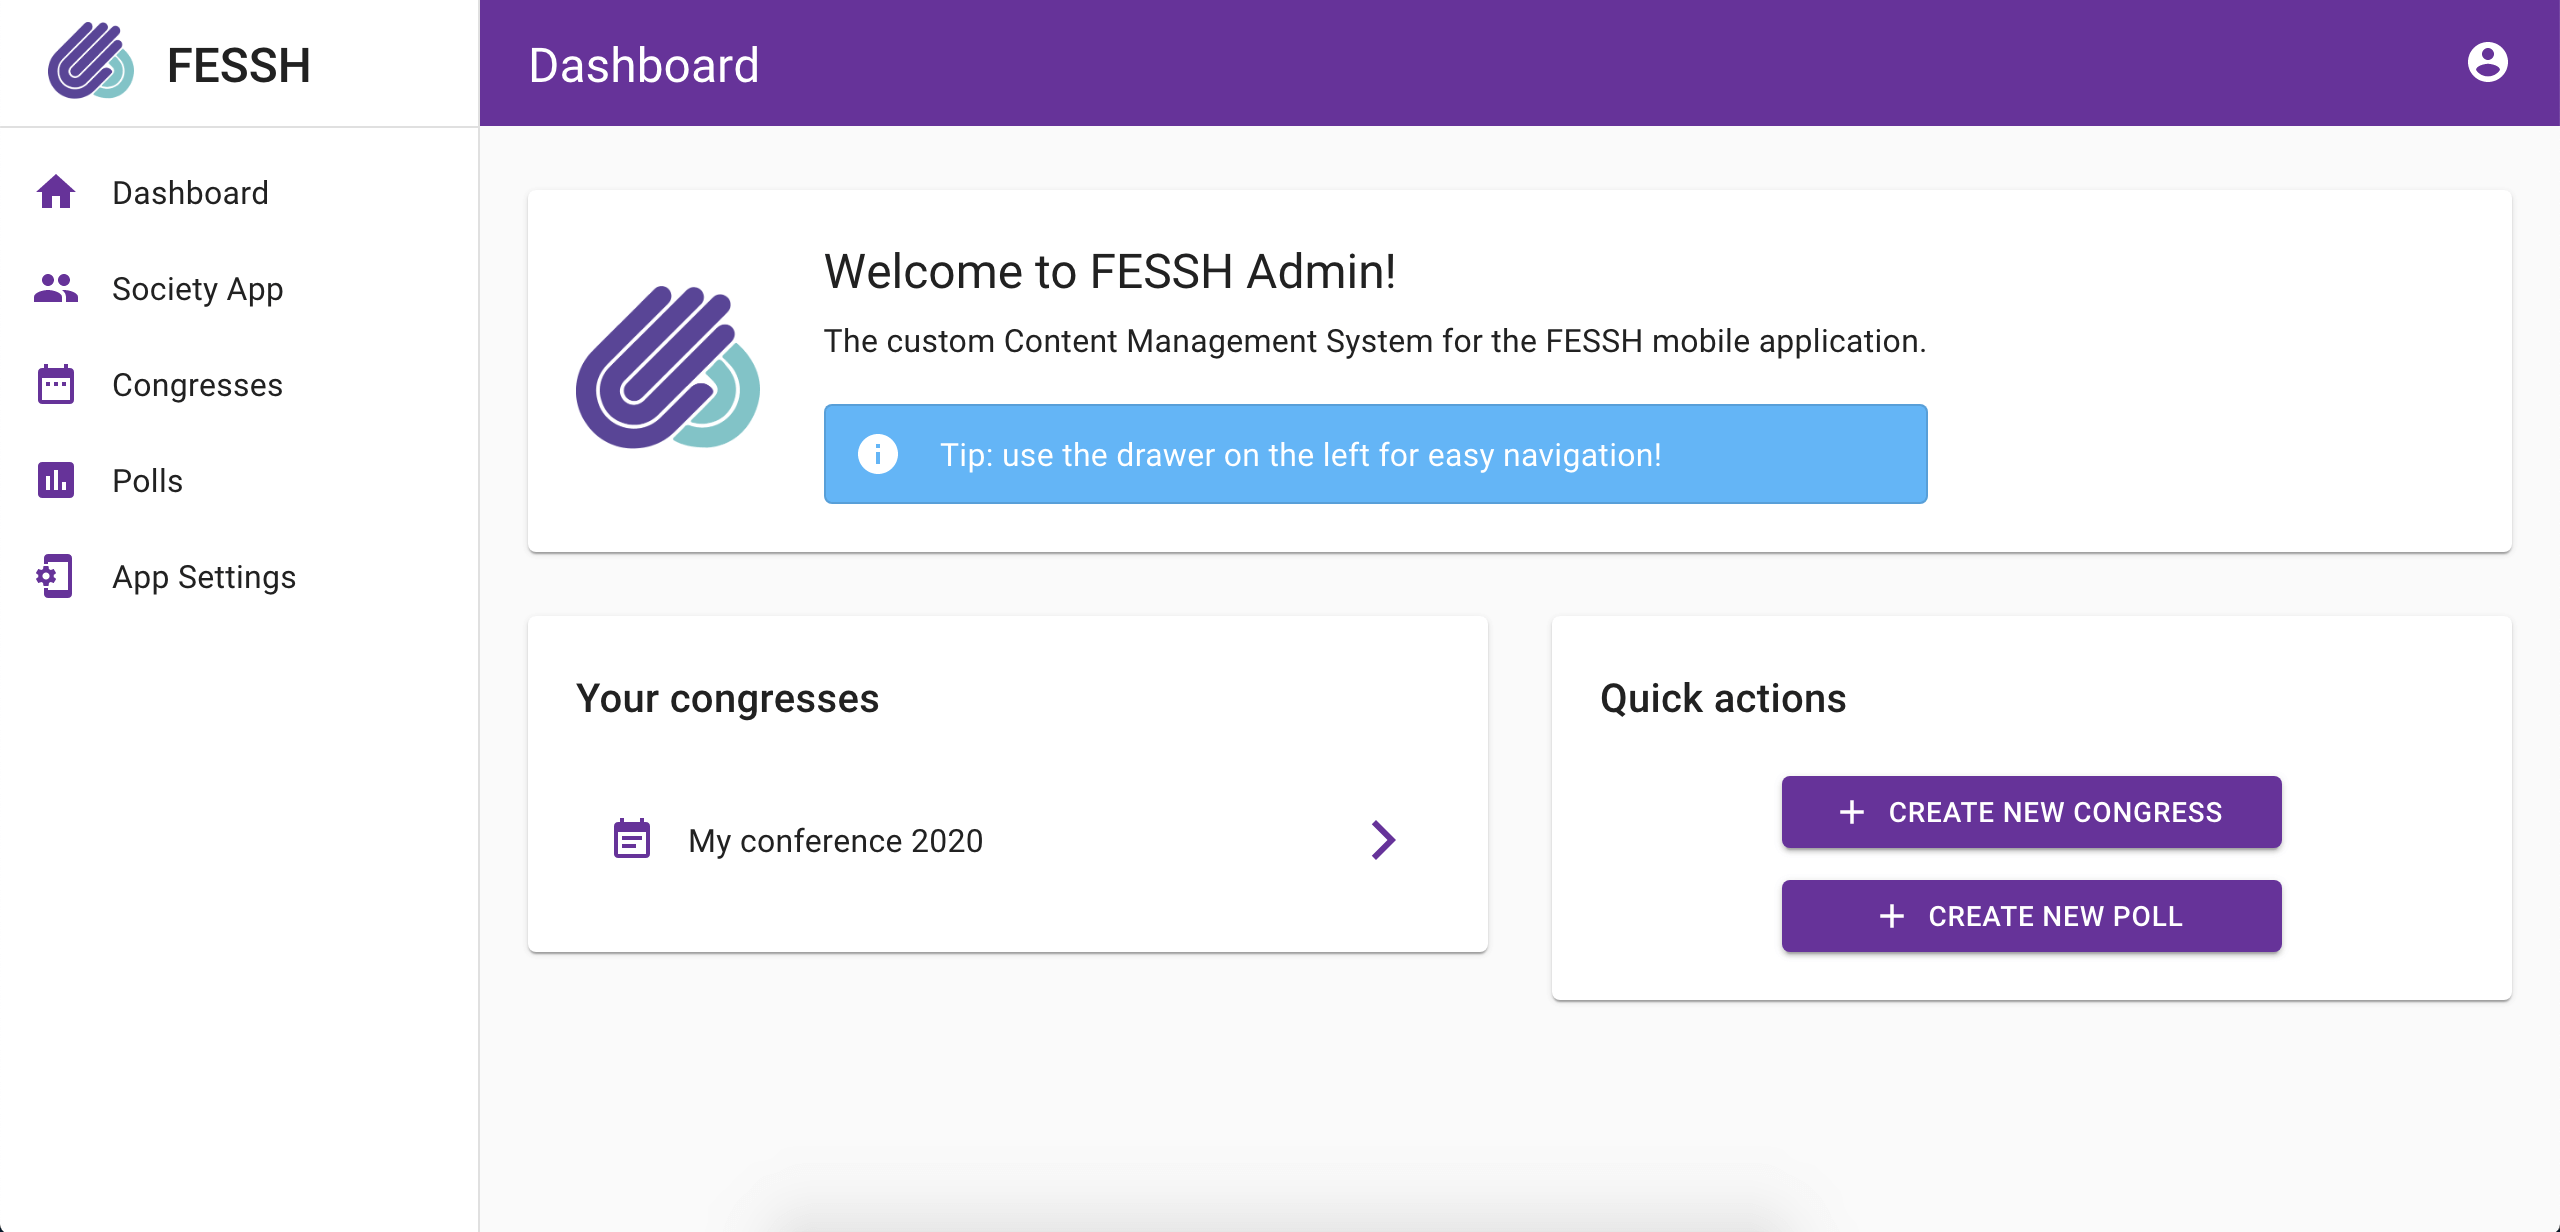 FESSH
Dashboard
Dashboard
Society App
Congresses
Polls
App Settings
Welcome to FESSH Admin!
The custom Content Management System for the FESSH mobile application.
Tip: use the drawer on the left for easy navigation!
Your congresses
My conference 2020
Quick actions
CREATE NEW CONGRESS
CREATE NEW POLL